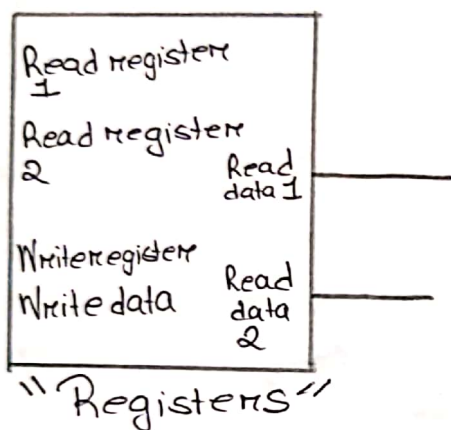 Read register
1
Read register
2
Read
data 1
Write register
Write data
Read
data
2
"Registers"